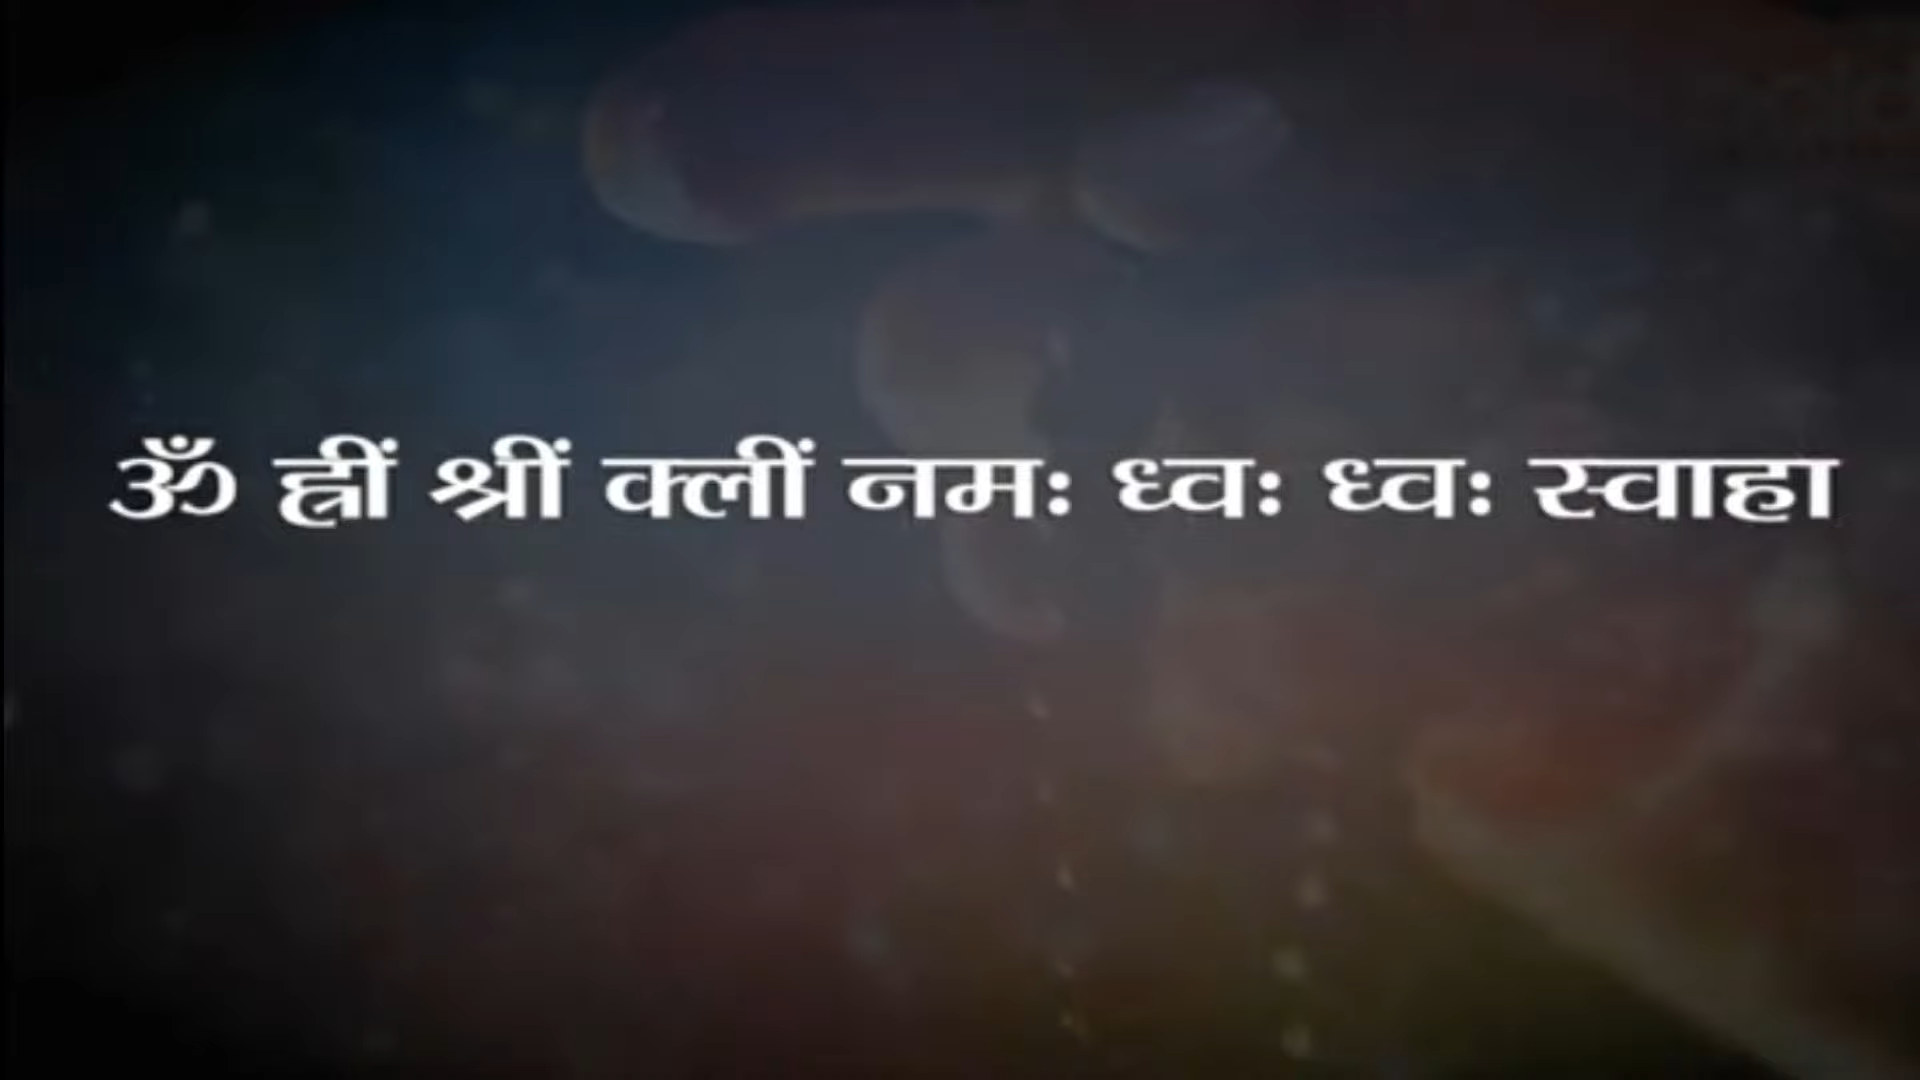 ॐ ह्रीं श्रीं क्लीं नमः ध्वः ध्वः स्वाहा